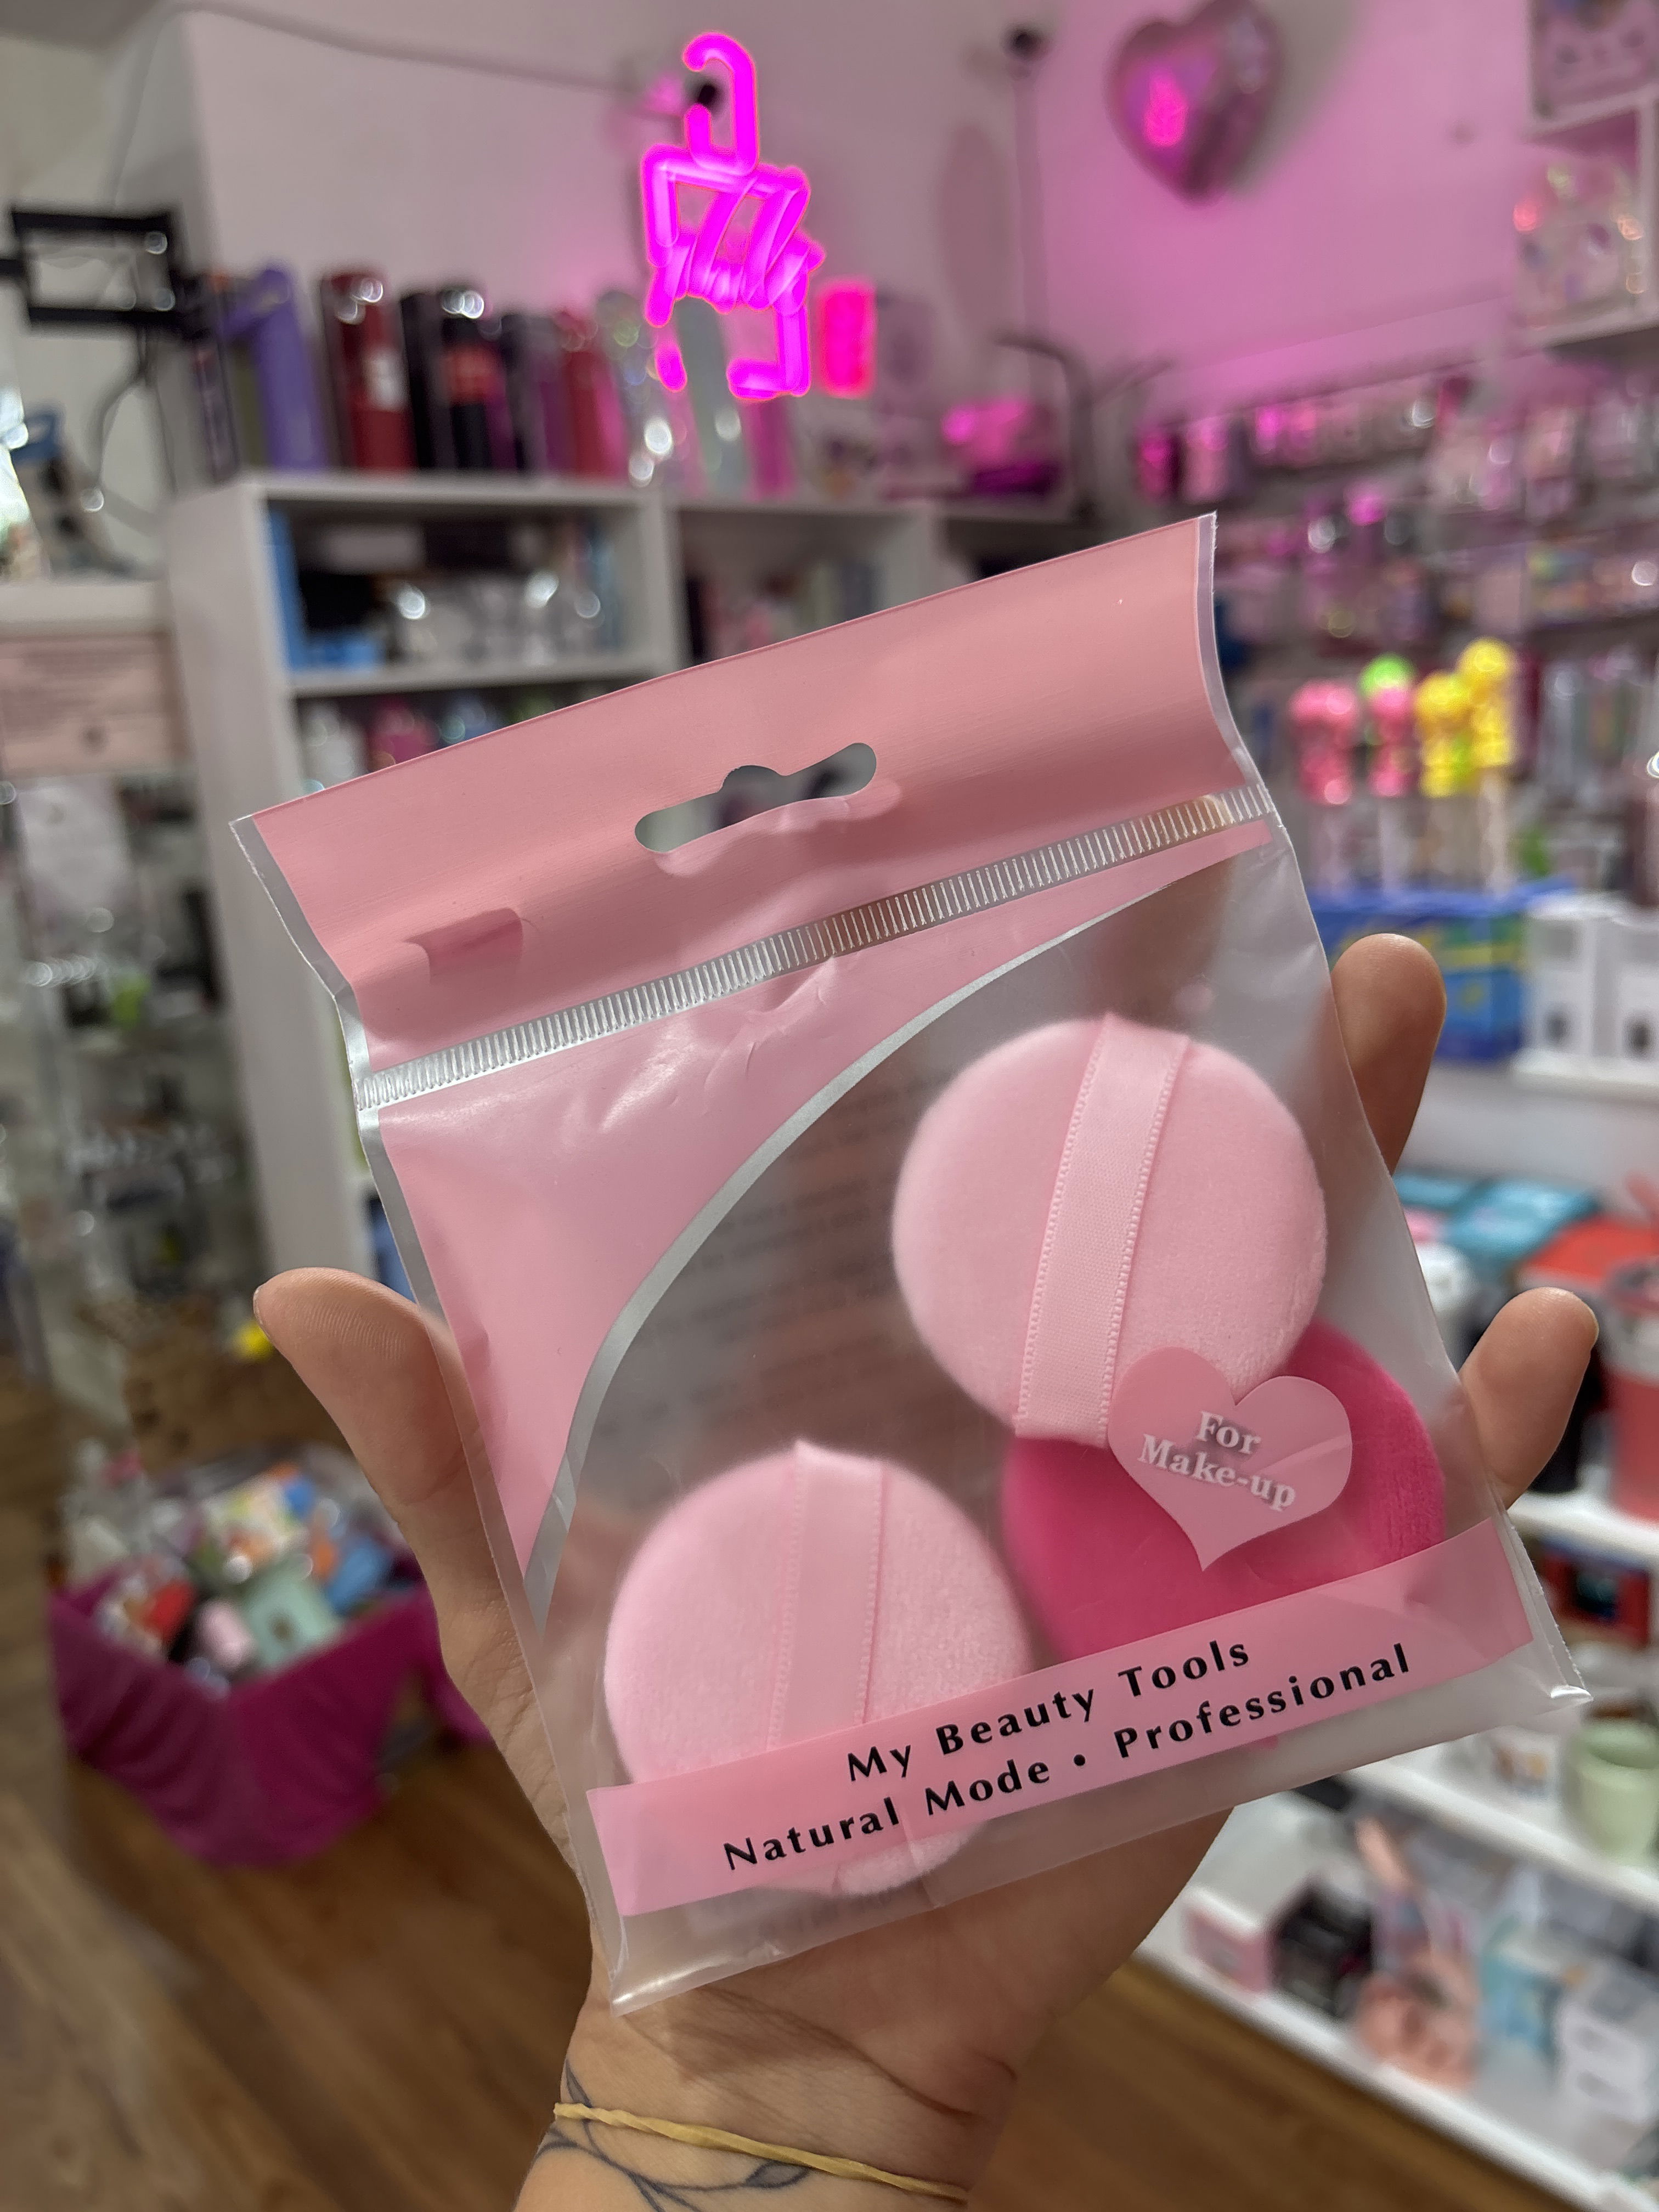 For
Make-up
My Beauty Tools
Natural Mode • Professional